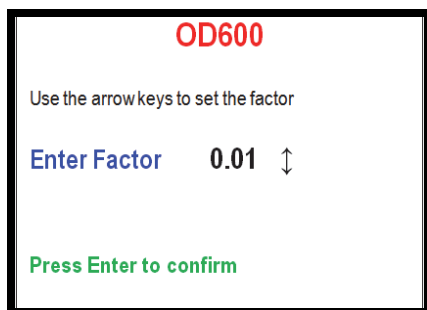 OD600
Use the arrow keys to set the factor
Enter Factor 0.01 ↕
Press Enter to confirm